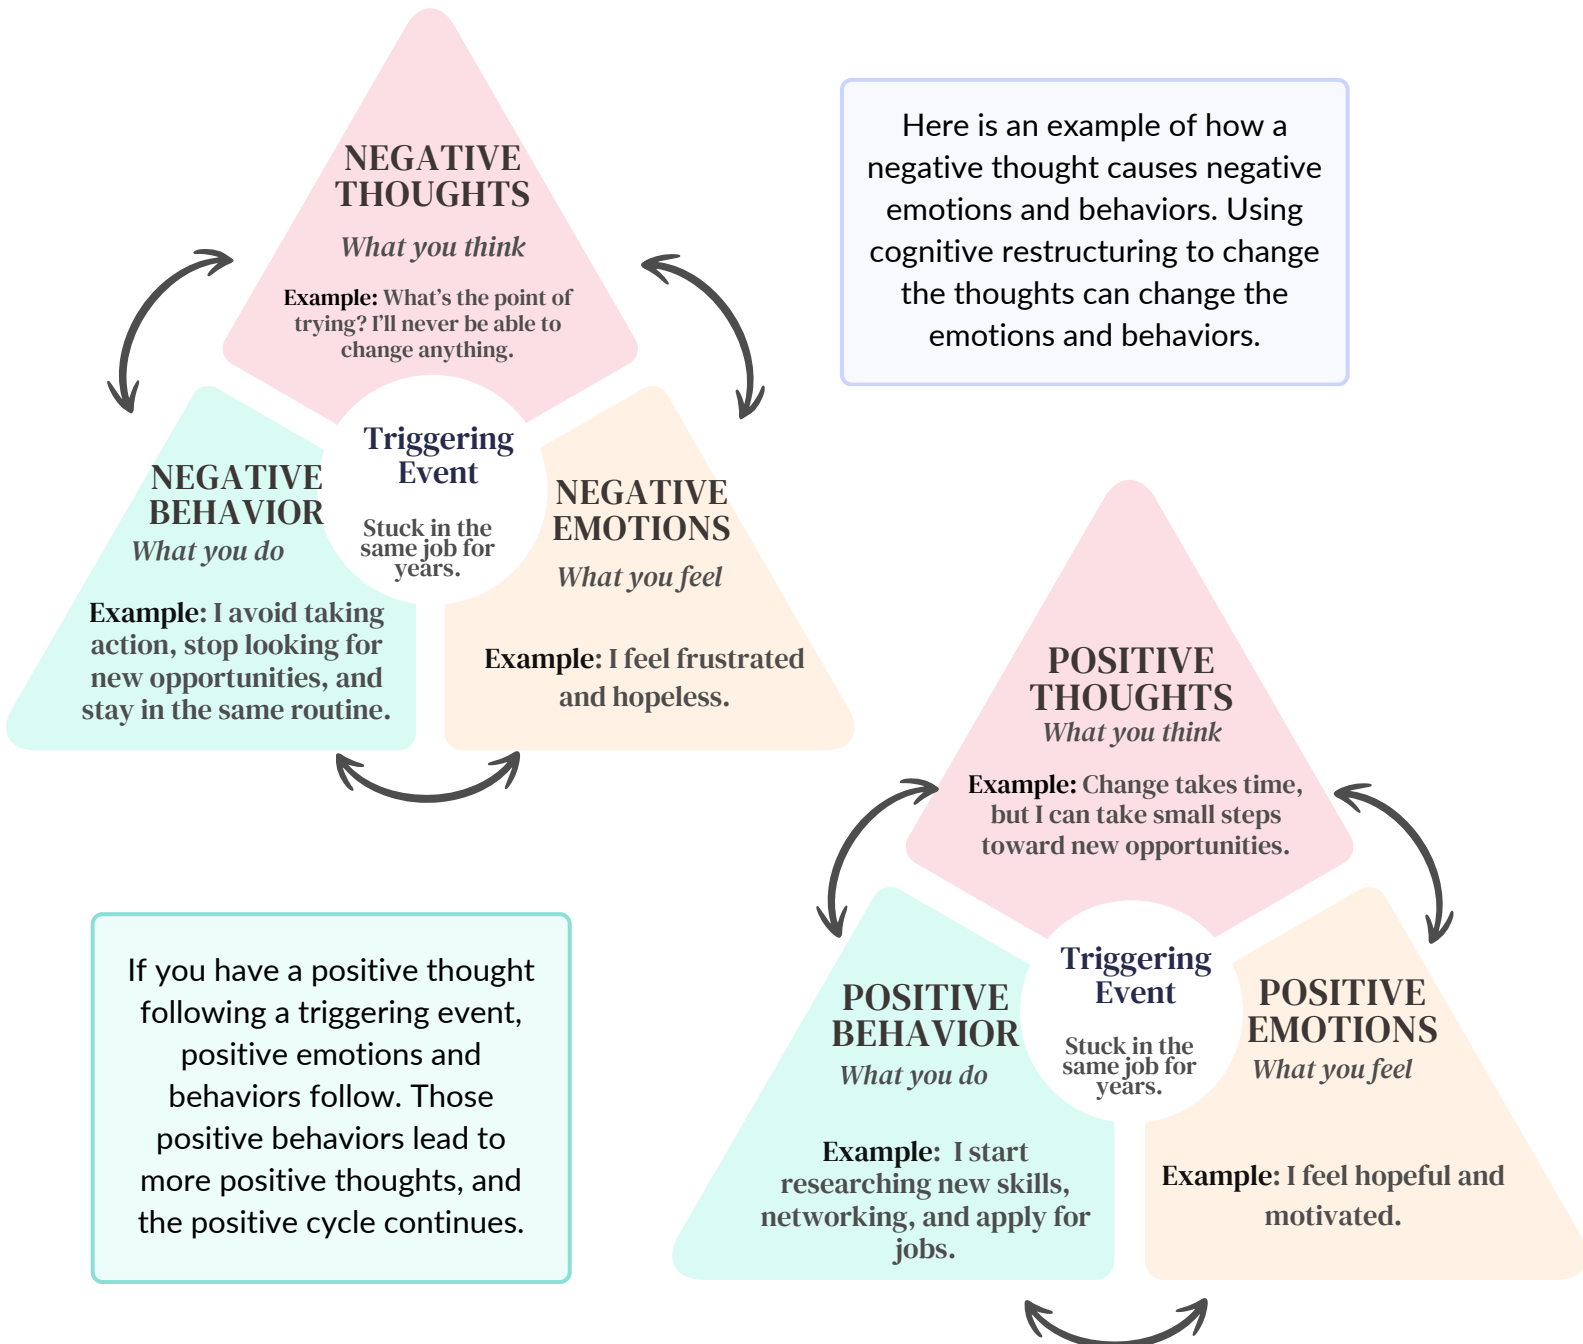 NEGATIVE
THOUGHTS
What you think
Example: What's the point of
trying? I'll never be able to
change anything.
Here is an example of how a
negative thought causes negative
emotions and behaviors. Using
cognitive restructuring to change
the thoughts can change the
emotions and behaviors.
Triggering
Event
Stuck in the
same job for
years.
NEGATIVE
BEHAVIOR
What you do
Example: I avoid taking
action, stop looking for
new opportunities, and
stay in the same routine.
NEGATIVE
EMOTIONS
What you feel
Example: I feel frustrated
and hopeless.
POSITIVE
THOUGHTS
What you think
Example: Change takes time,
but I can take small steps
toward new opportunities.
If you have a positive thought
following a triggering event,
positive emotions and
behaviors follow. Those
positive behaviors lead to
more positive thoughts, and
the positive cycle continues.
Triggering
Event
Stuck in the
same job for
years.
POSITIVE
BEHAVIOR
What you do
Example: I start
researching new skills,
networking, and apply for
jobs.
POSITIVE
EMOTIONS
What you feel
Example: I feel hopeful and
motivated.